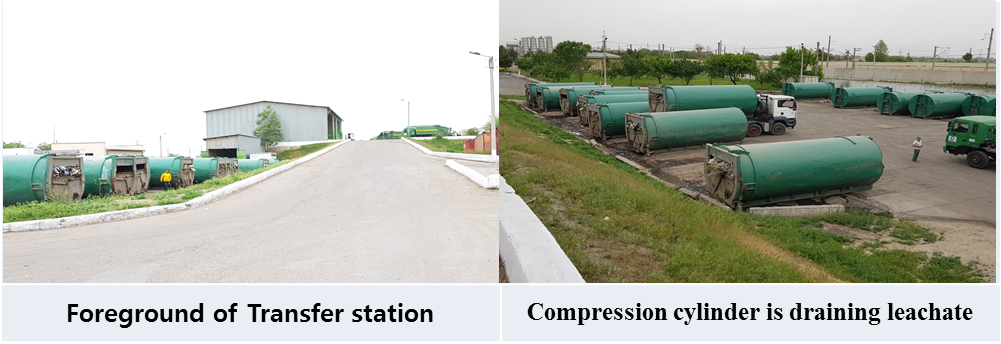 Foreground of Transfer station
Compression cylinder is draining leachate